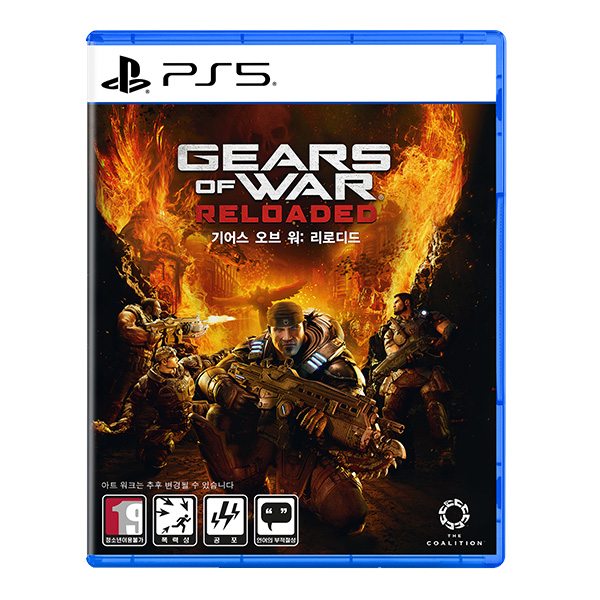 PS5
GEARS
OF WAR
RELOADED
기어스 오브 워: 리로디드
아트 워크는 추후 변경될 수 있습니다
19
청소년이용불가
폭력성
공포
언어의 부적절성
THE
COALITION